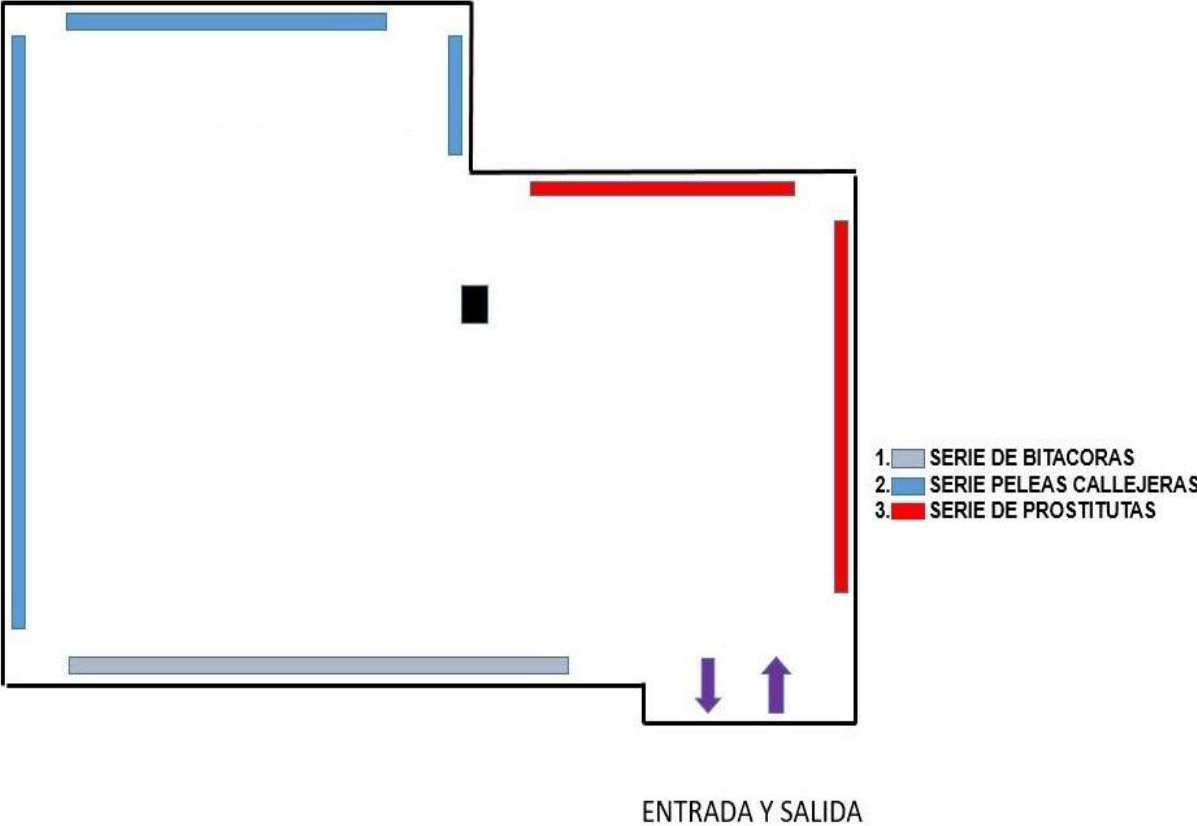 1. SERIE DE BITACORAS
2. SERIE PELEAS CALLEJERAS
3. SERIE DE PROSTITUTAS
ENTRADA Y SALIDA